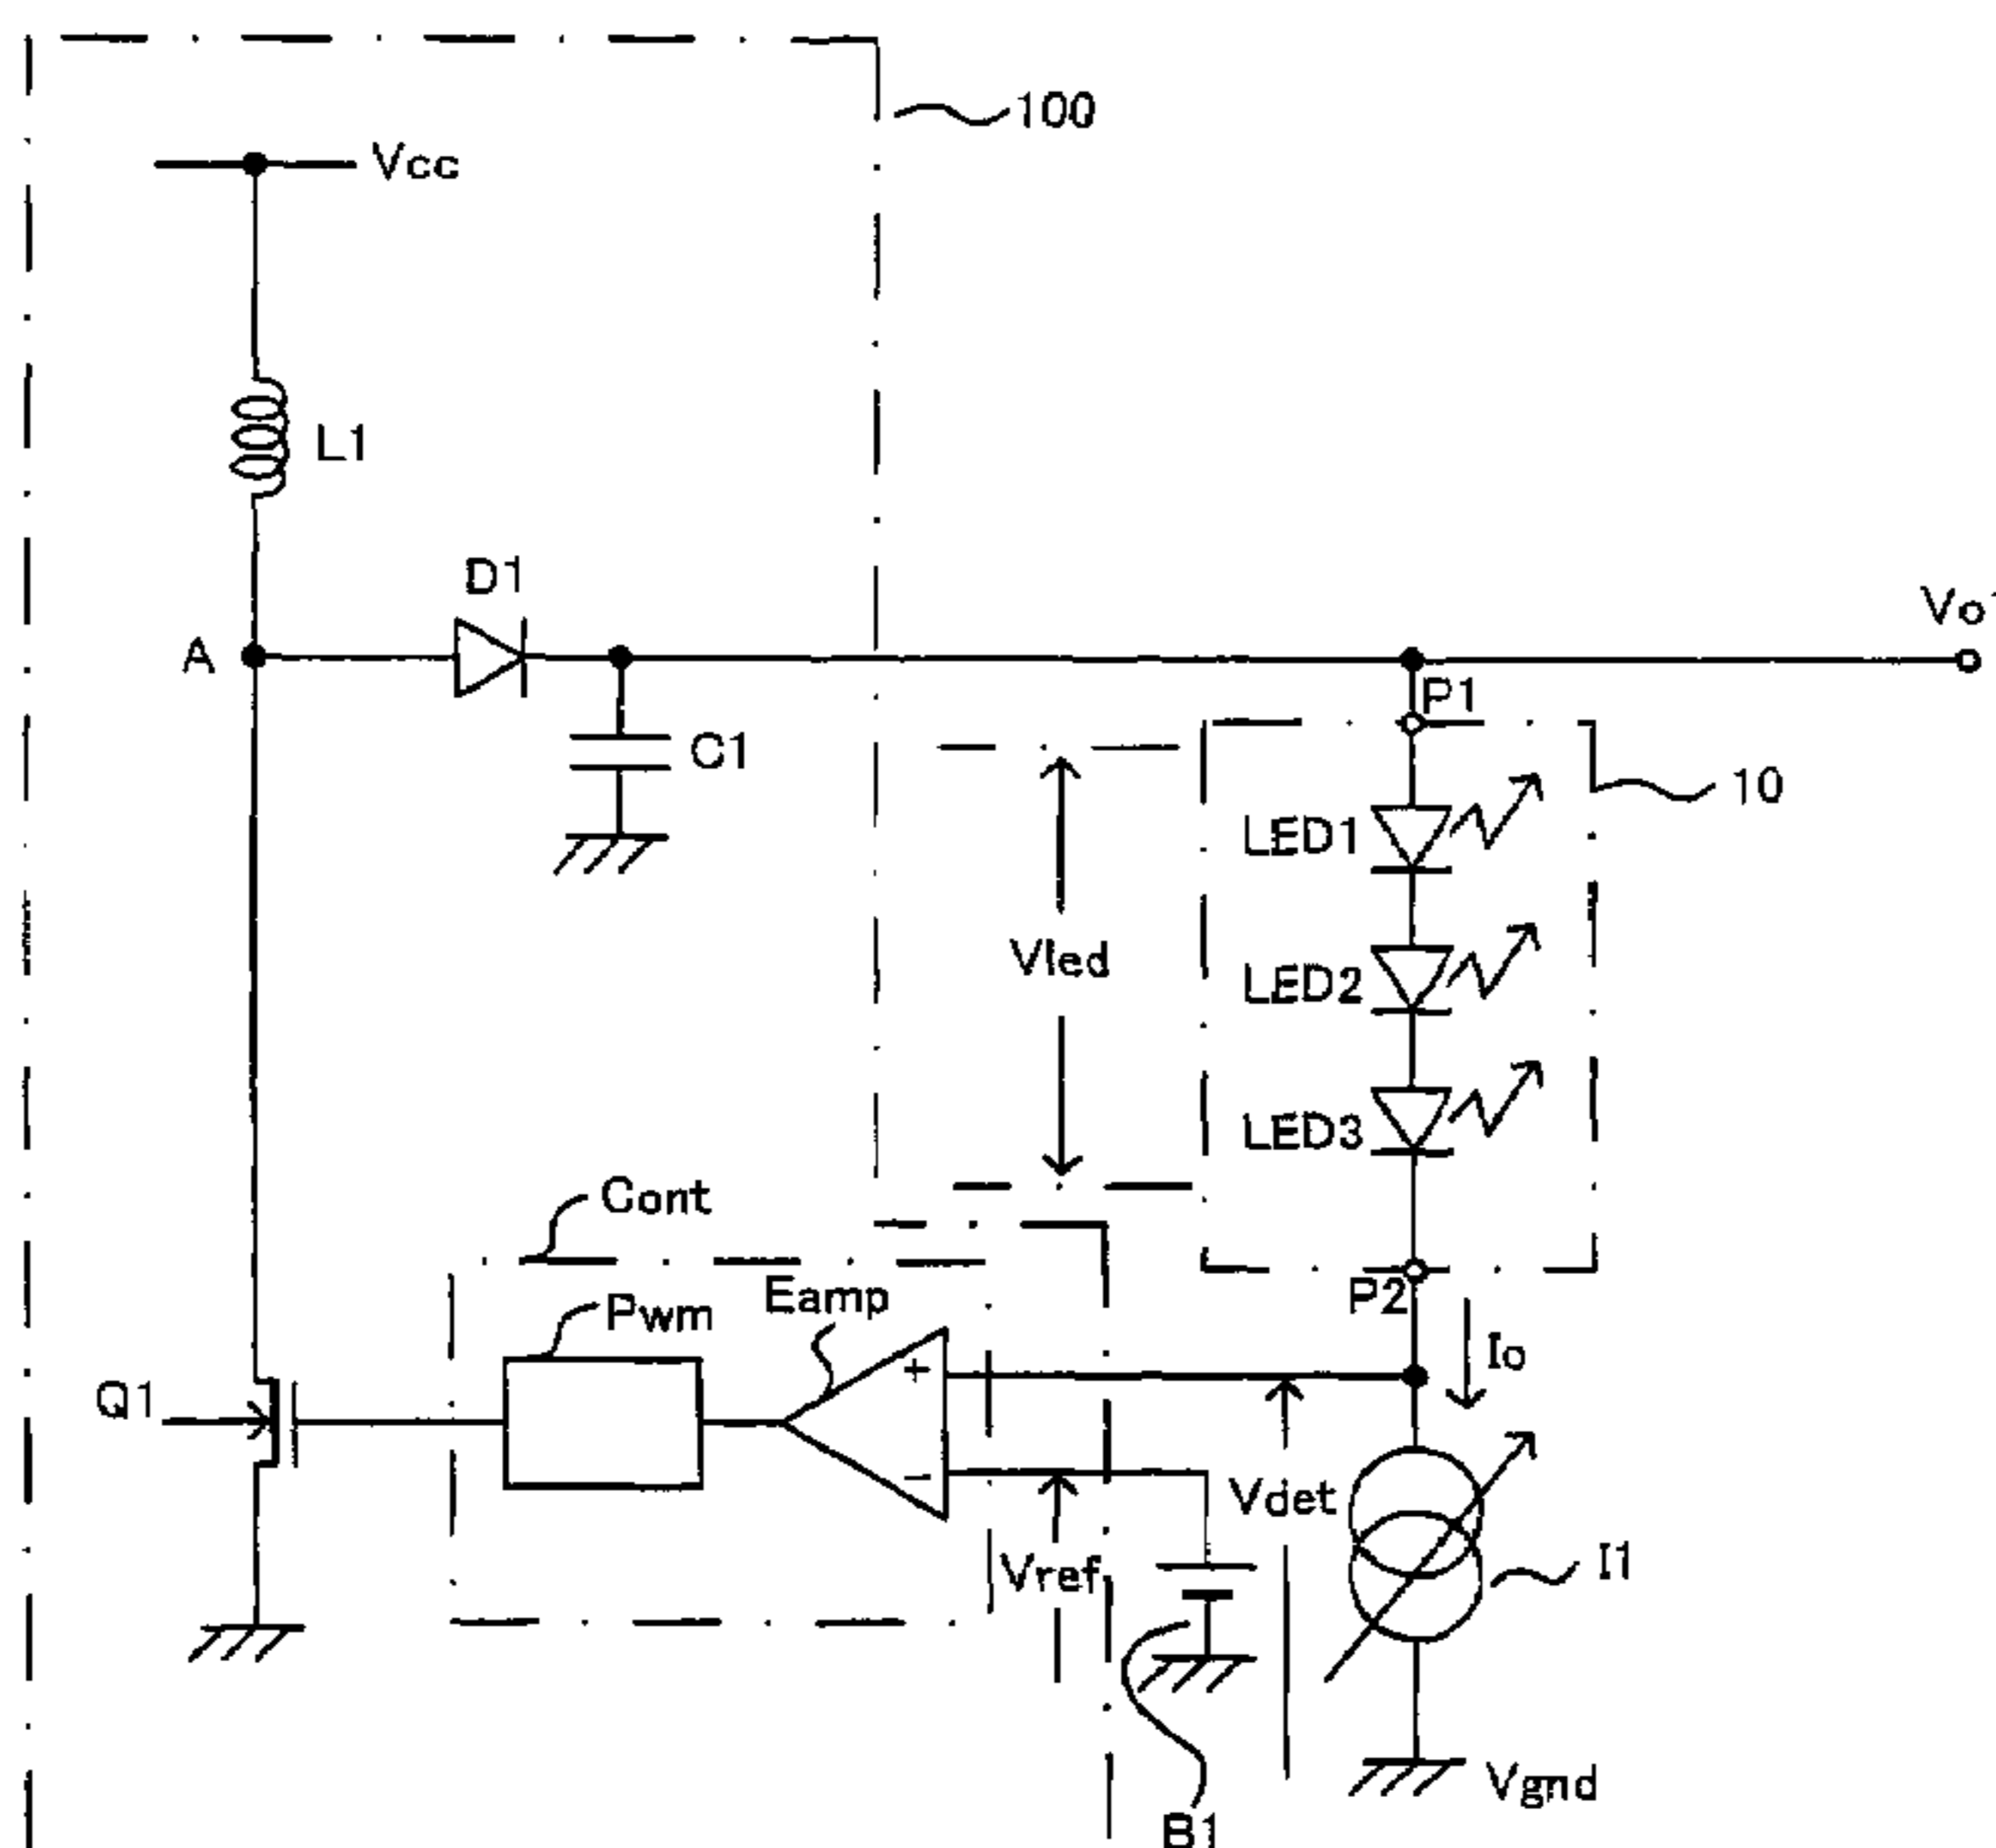 100
Vcc
L1
D1
Vo1
A
P1
C1
10
LED1
Vled
LED2
LED3
Cont
Eamp
P2
Pwm
Io
+
Q1
−
Vdet
Vref
I1
Vgnd
B1